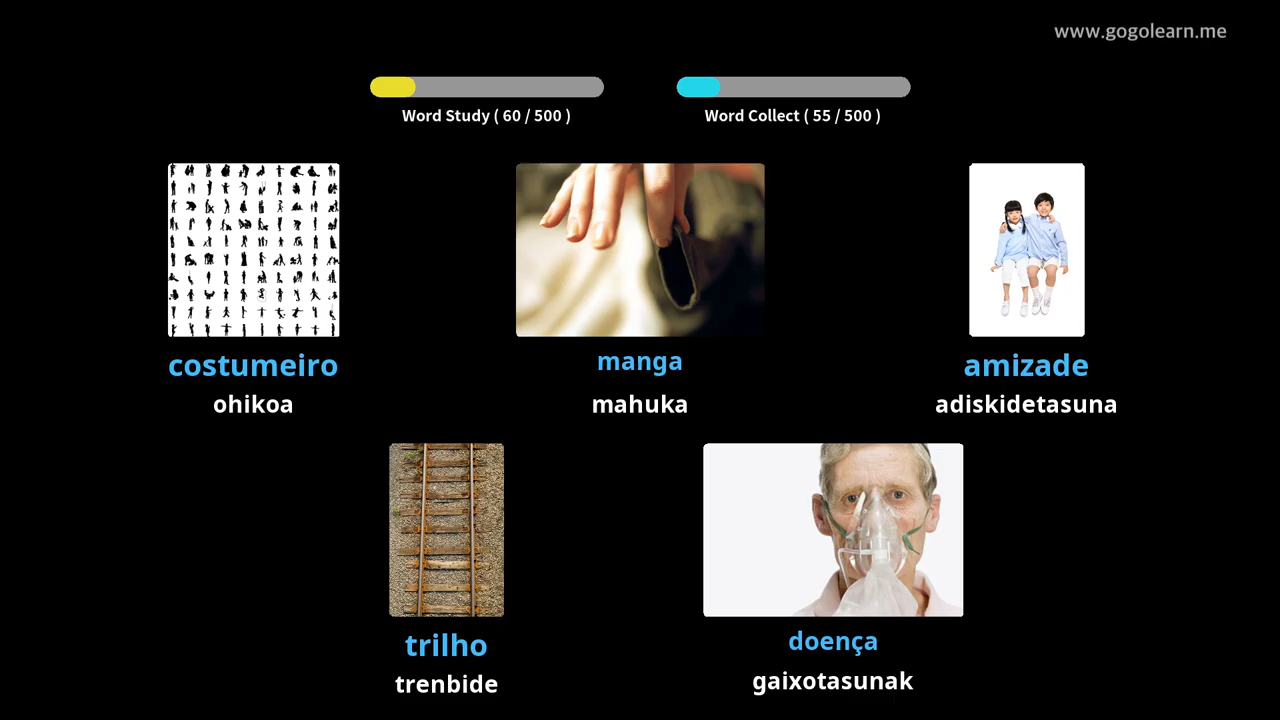 www.gogolearn.me
Word Study ( 60 / 500 )
Word Collect ( 55 / 500 )
costumeiro
ohikoa
manga
mahuka
amizade
adiskidetasuna
trilho
trenbide
doença
gaixotasunak